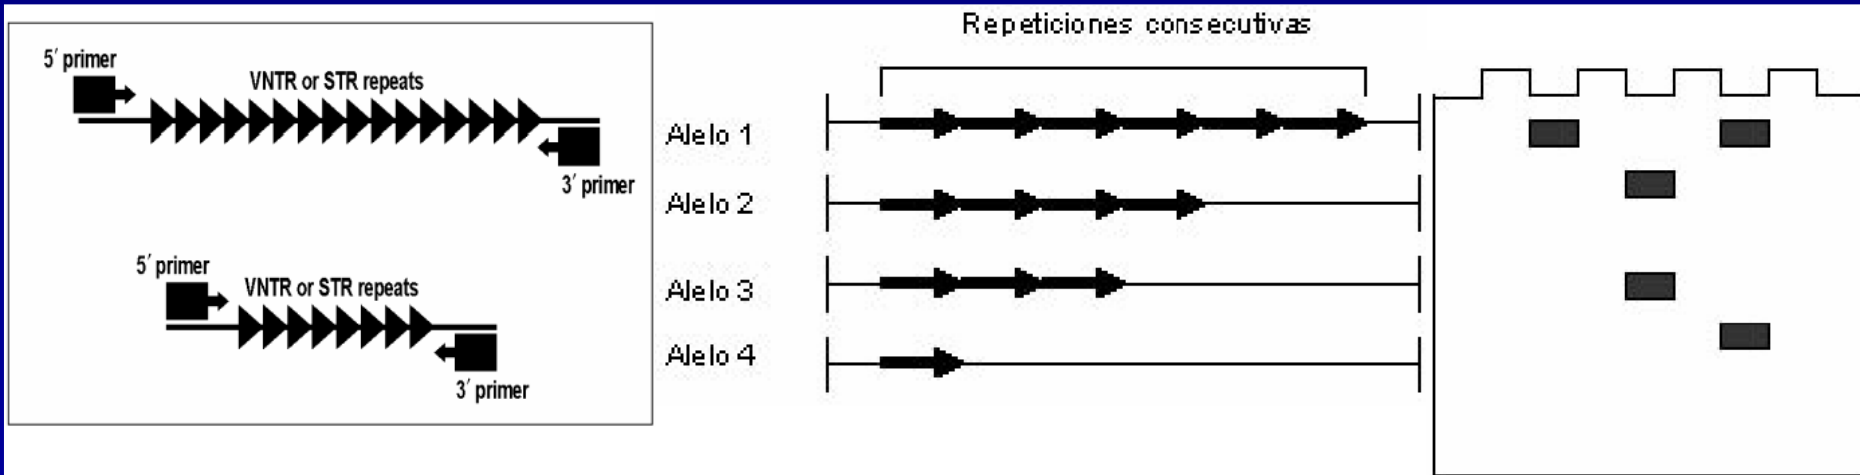 5′ primer
VNTR or STR repeats
3′ primer
5′ primer
VNTR or STR repeats
3′ primer
Repeticiones consecutivas
Alelo 1
Alelo 2
Alelo 3
Alelo 4